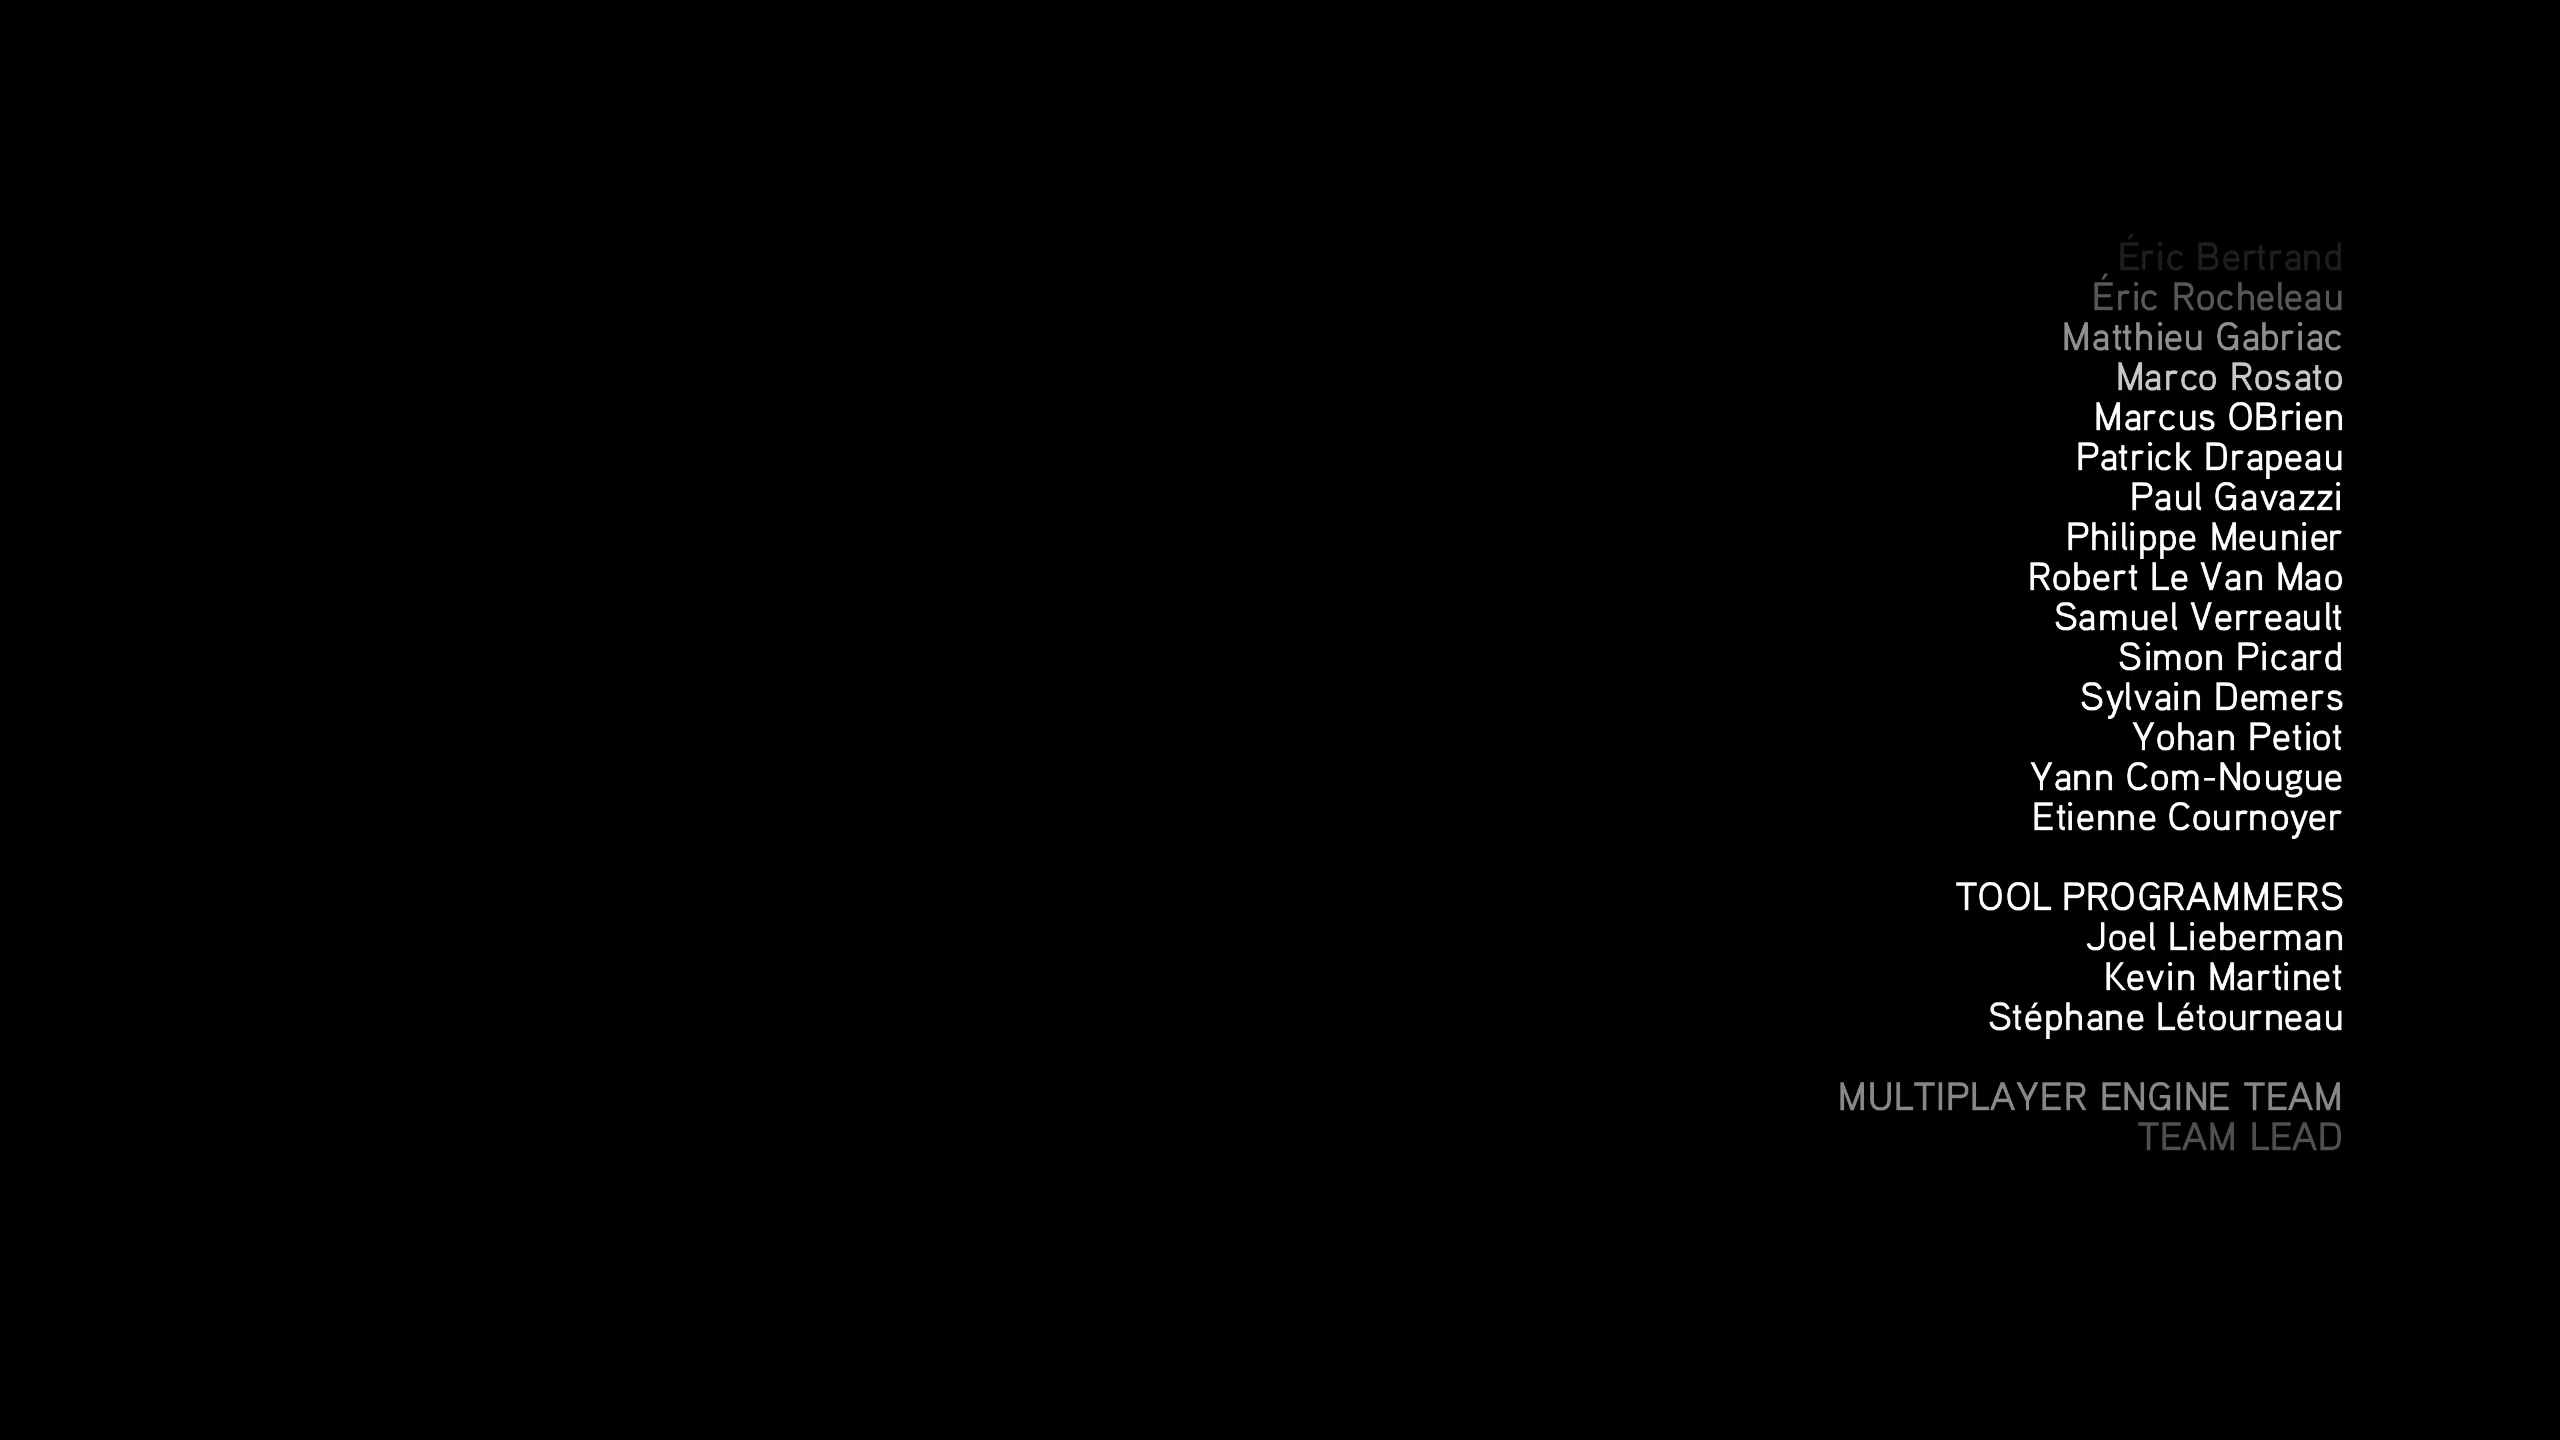 Éric Bertrand
Éric Rocheleau
Matthieu Gabriac
Marco Rosato
Marcus OBrien
Patrick Drapeau
Paul Gavazzi
Philippe Meunier
Robert Le Van Mao
Samuel Verreault
Simon Picard
Sylvain Demers
Yohan Petiot
Yann Com-Nougue
Etienne Cournoyer
TOOL PROGRAMMERS
Joel Lieberman
Kevin Martinet
Stéphane Létourneau
MULTIPLAYER ENGINE TEAM
TEAM LEAD